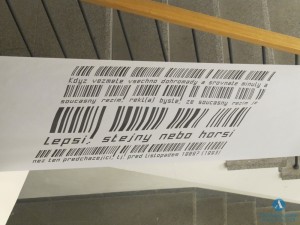 Když vezmete všechno dohromady a srovnáte minulý a
současný režim, řekl(a) byste, že současný režim je
Lepší, stejný nebo horší
než ten předcházející, tj. před listopadem 1989?